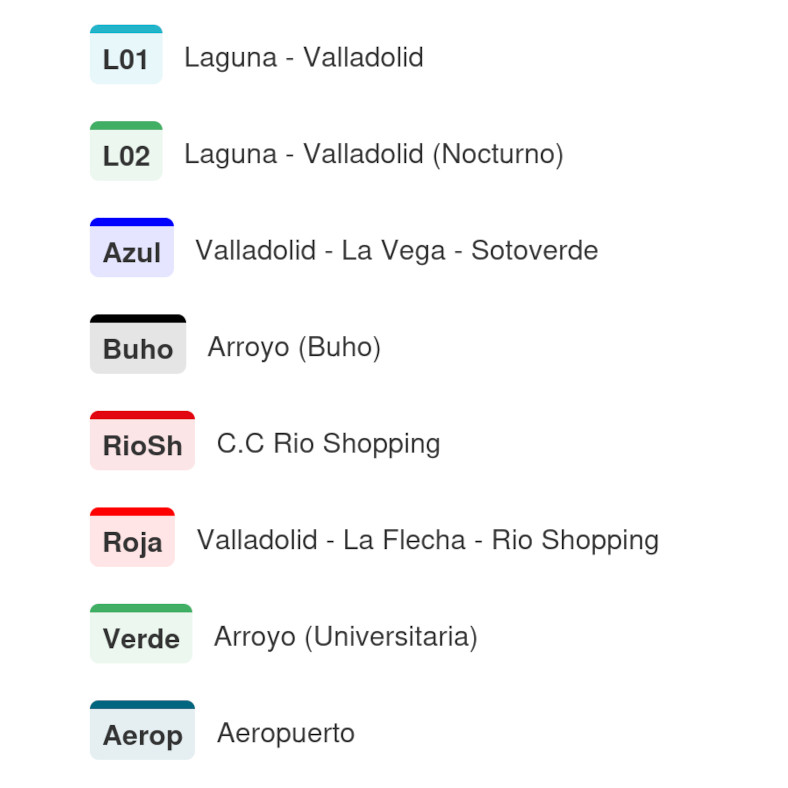 L01 Laguna - Valladolid
L02 Laguna - Valladolid (Nocturno)
Azul Valladolid - La Vega - Sotoverde
Buho Arroyo (Buho)
RioSh C.C Rio Shopping
Roja Valladolid - La Flecha - Rio Shopping
Verde Arroyo (Universitaria)
Aerop Aeropuerto